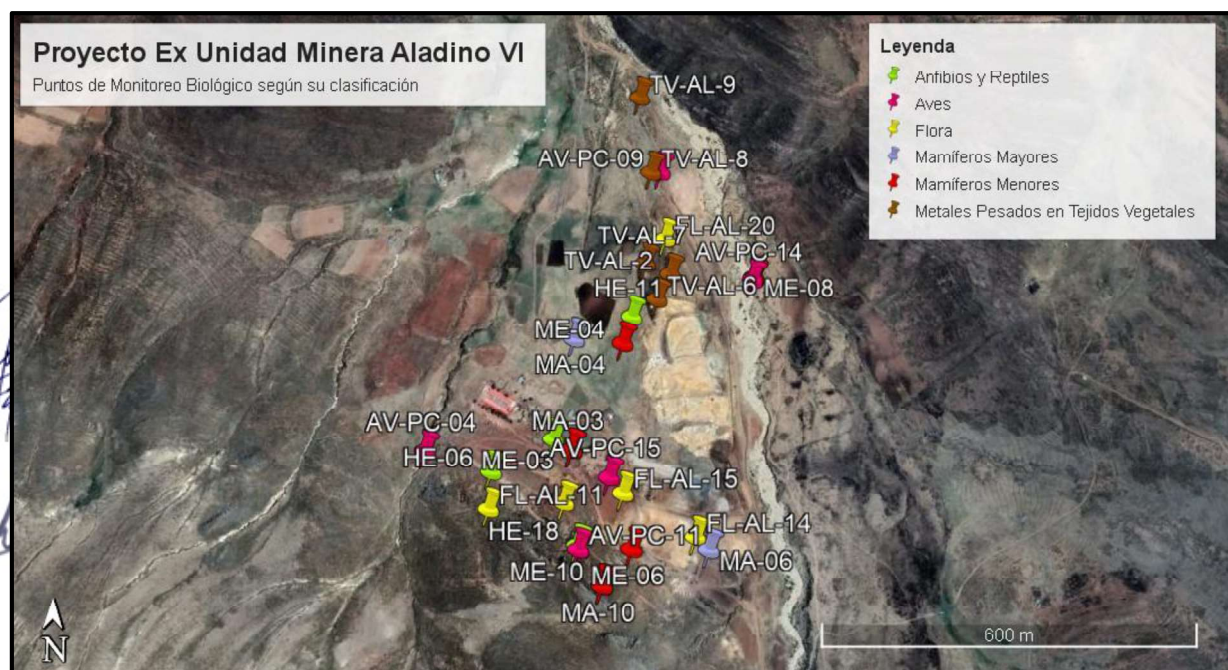 Proyecto Ex Unidad Minera Aladino VI
Puntos de Monitoreo Biológico según su clasificación
Leyenda
Anfibios y Reptiles
Aves
Flora
Mamíferos Mayores
Mamíferos Menores
Metales Pesados en Tejidos Vegetales
TV-AL-9
AV-PC-09
TV-AL-8
FL-AL-20
TV-AL-7
AV-PC-14
TV-AL-2
HE-11
TV-AL-6
ME-08
ME-04
MA-04
AV-PC-04
MA-03
AV-PC-15
HE-06
ME-03
FL-AL-15
FL-AL-11
HE-18
AV-PC-11
FL-AL-14
MA-06
ME-10
ME-06
MA-10
600 m
N